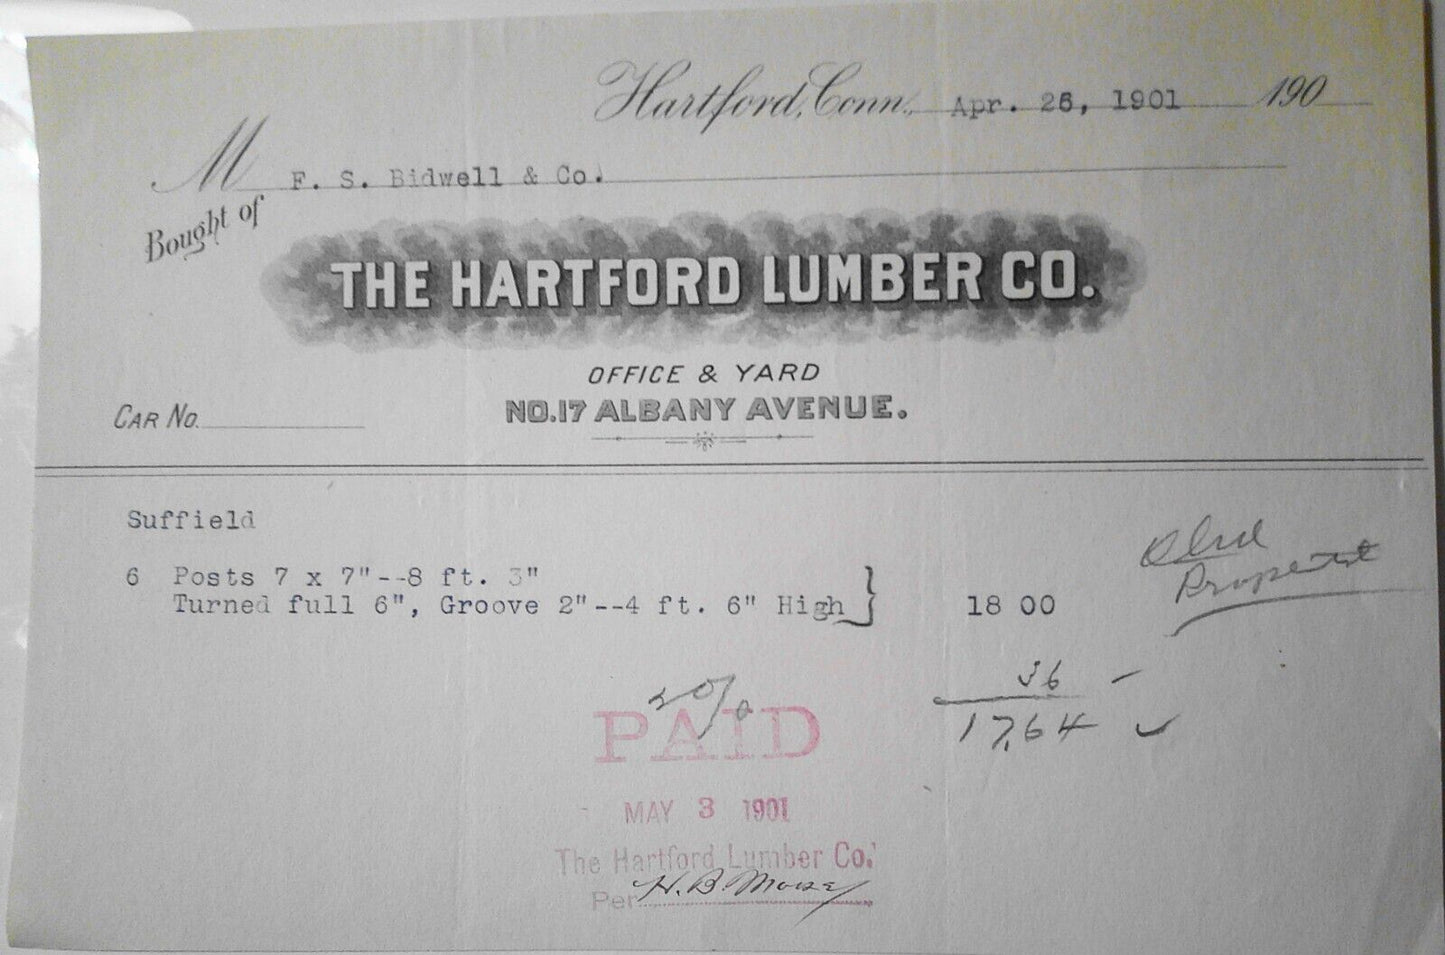 Hartford, Conn., Apr. 26, 1901 190
M F. S. Bidwell & Co.
Bought of
THE HARTFORD LUMBER CO.
OFFICE & YARD
NO. 17 ALBANY AVENUE.
CAR NO.
Suffield
6 Posts 7 x 7"--8 ft. 3"
Turned full 6", Groove 2"--4 ft. 6" High } 18 00
36 –
2%
17.64 ✓
PAID
MAY 3 1901
The Hartford Lumber Co.
Per H. B. Morse